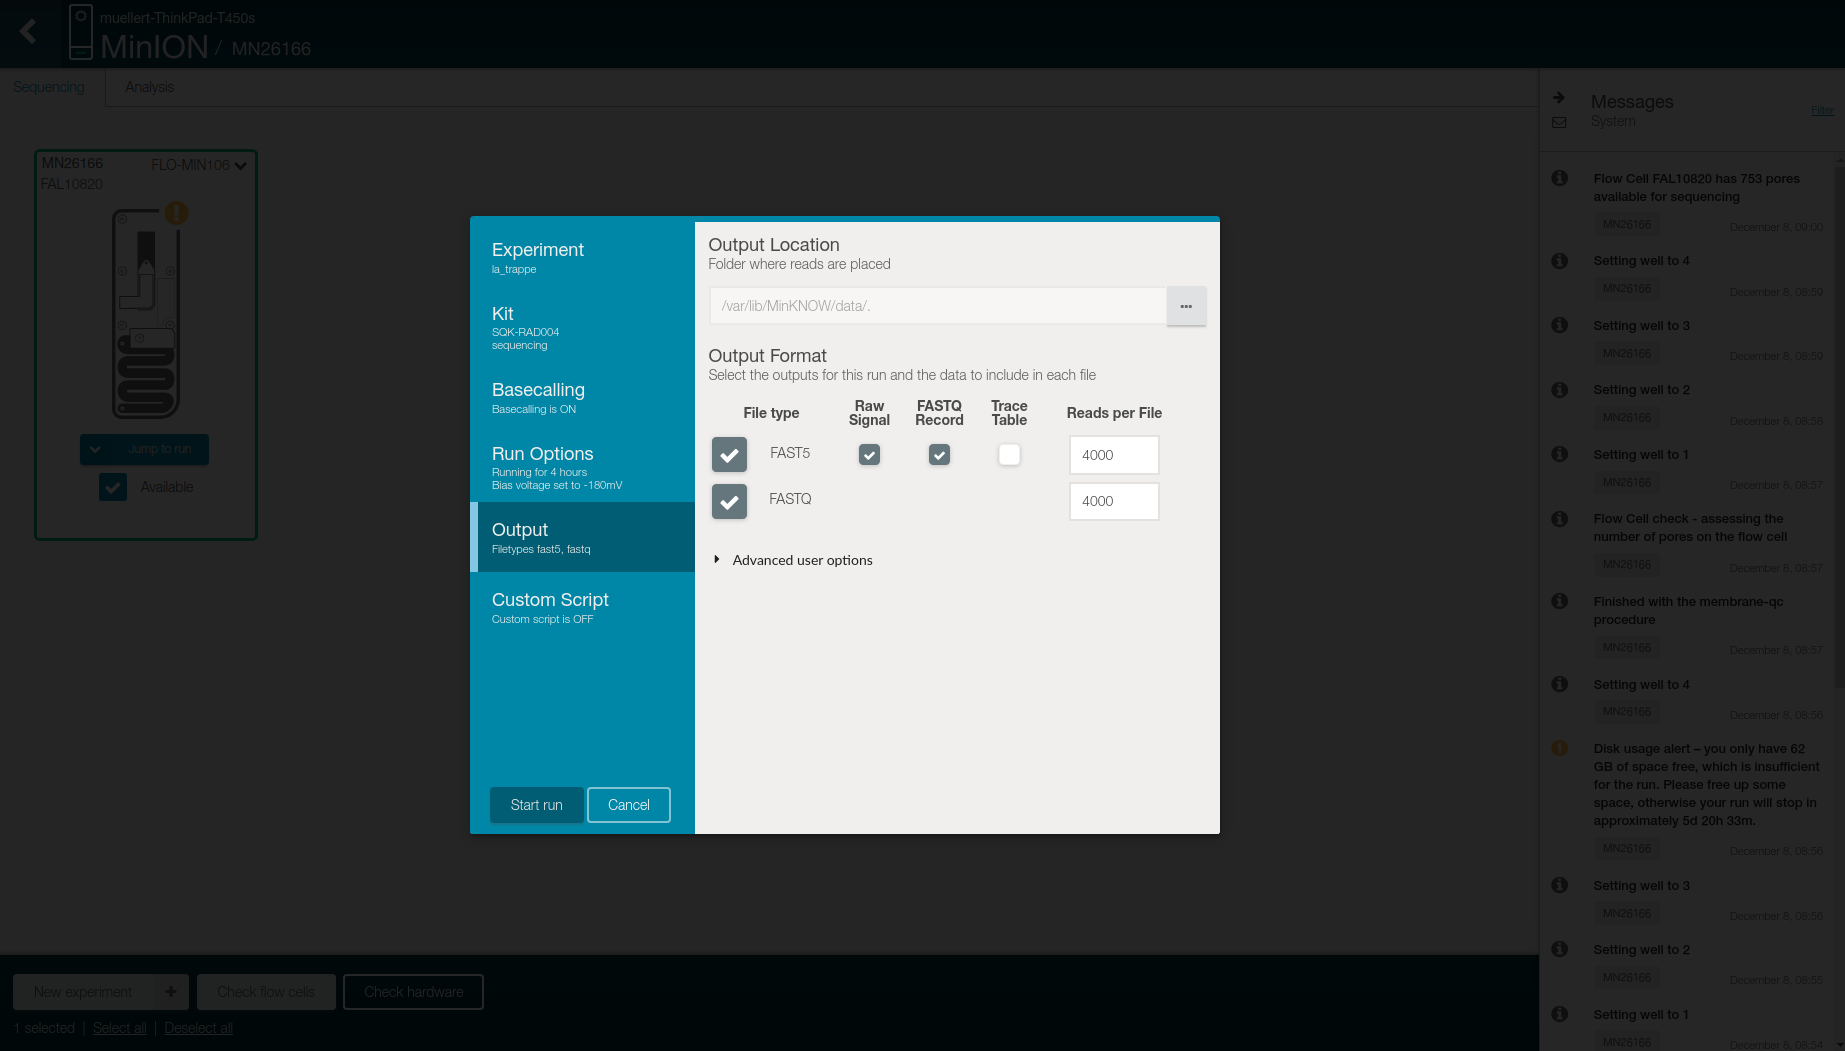 muellert-ThinkPad-T450s
MinION / MN26166
Sequencing
Analysis
MN26166
FLO-MIN106
FAL10820
Jump to run
Available
Experiment
la_trappe
Kit
SQK-RAD004
sequencing
Basecalling
Basecalling is ON
Run Options
Running for 4 hours
Bias voltage set to -180mV
Output
Filetypes fast5, fastq
Custom Script
Custom script is OFF
Start run
Cancel
Output Location
Folder where reads are placed
/var/lib/MinKNOW/data/.
Output Format
Select the outputs for this run and the data to include in each file
File type
Raw
Signal
FASTQ
Record
Trace
Table
Reads per File
FAST5
4000
FASTQ
4000
Advanced user options
New experiment
Check flow cells
Check hardware
1 selected | Select all | Deselect all
Messages
System
Filter
Flow Cell FAL10820 has 753 pores
available for sequencing
MN26166
December 8, 09:00
Setting well to 4
MN26166
December 8, 08:59
Setting well to 3
MN26166
December 8, 08:59
Setting well to 2
MN26166
December 8, 08:58
Setting well to 1
MN26166
December 8, 08:57
Flow Cell check - assessing the
number of pores on the flow cell
MN26166
December 8, 08:57
Finished with the membrane-qc
procedure
MN26166
December 8, 08:57
Setting well to 4
MN26166
December 8, 08:56
Disk usage alert – you only have 62
GB of space free, which is insufficient
for the run. Please free up some
space, otherwise your run will stop in
approximately 5d 20h 33m.
MN26166
December 8, 08:56
Setting well to 3
MN26166
December 8, 08:56
Setting well to 2
MN26166
December 8, 08:55
Setting well to 1
MN26166
December 8, 08:54